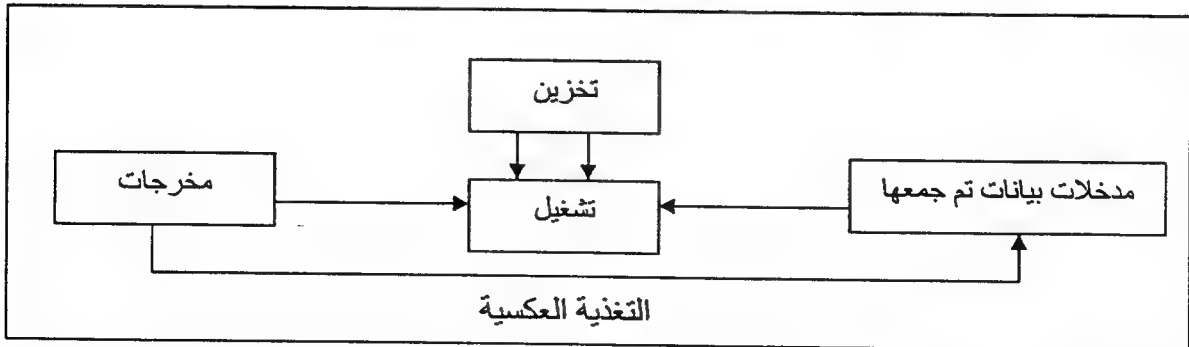 تخزين
مدخلات بيانات تم جمعها
تشغيل
مخرجات
التغذية العكسية